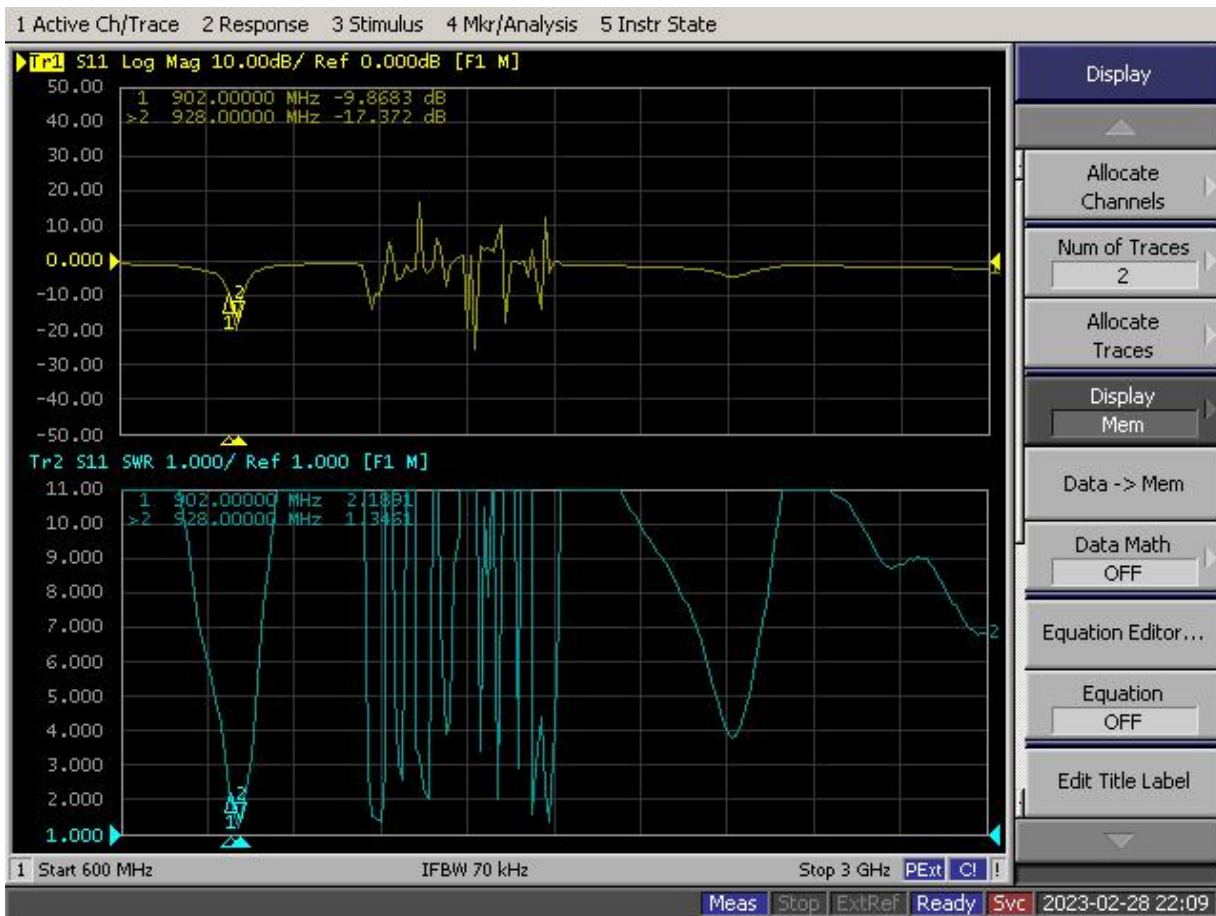 1 Active Ch/Trace 2 Response 3 Stimulus 4 Mkr/Analysis 5 Instr State
Tr1 S11 Log Mag 10.00dB/ Ref 0.000dB [F1 M]
50.00
1 902.00000 MHz -9.8683 dB
>2 928.00000 MHz -17.372 dB
40.00
30.00
20.00
10.00
0.000
-10.00
-20.00
-30.00
-40.00
-50.00
2
1
1
Tr2 S11 SWR 1.000/ Ref 1.000 [F1 M]
11.00
1 902.00000 MHz 2.1891
>2 928.00000 MHz 1.3461
10.00
9.000
8.000
7.000
6.000
5.000
4.000
3.000
2.000
1.000
2
1
2
1 Start 600 MHz IFBW 70 kHz Stop 3 GHz PExt C! !
Display
Allocate
Channels
Num of Traces
2
Allocate
Traces
Display
Mem
Data -> Mem
Data Math
OFF
Equation Editor...
Equation
OFF
Edit Title Label
Meas Stop ExtRef Ready Svc 2023-02-28 22:09